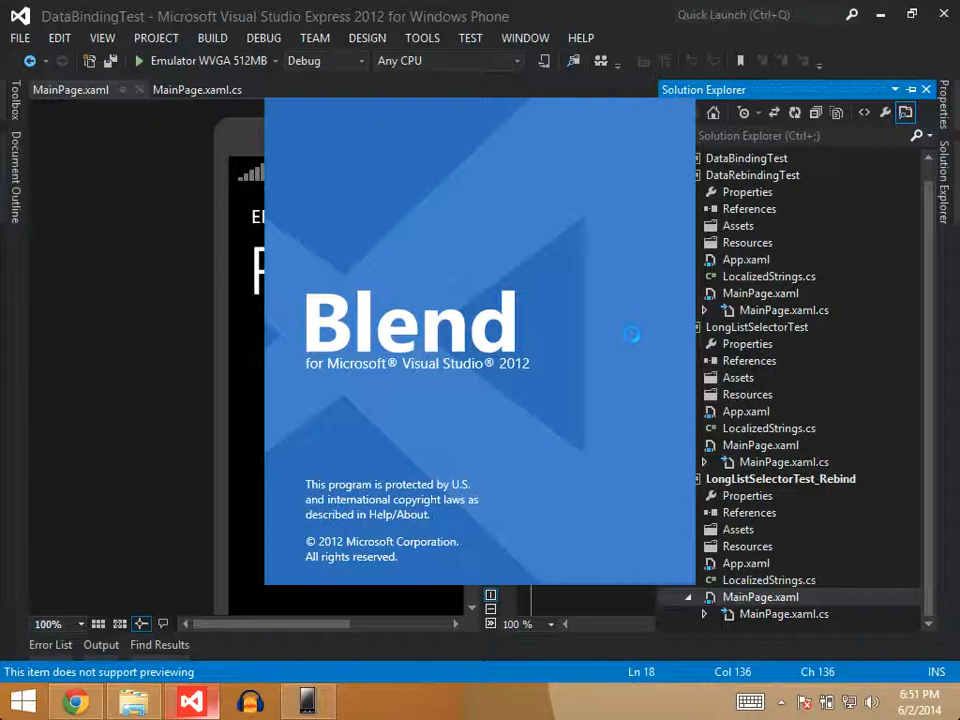 DataBindingTest - Microsoft Visual Studio Express 2012 for Windows Phone
Quick Launch (Ctrl+Q)
FILE EDIT VIEW PROJECT BUILD DEBUG TEAM DESIGN TOOLS TEST WINDOW HELP
Emulator WVGA 512MB Debug Any CPU
MainPage.xaml MainPage.xaml.cs
Solution Explorer
Solution Explorer (Ctrl+;)
Toolbox
Document Outline
Properties
Solution Explorer
DataBindingTest
DataRebindingTest
Properties
References
Assets
Resources
App.xaml
LocalizedStrings.cs
MainPage.xaml
MainPage.xaml.cs
LongListSelectorTest
Properties
References
Assets
Resources
App.xaml
LocalizedStrings.cs
MainPage.xaml
MainPage.xaml.cs
LongListSelectorTest_Rebind
Properties
References
Assets
Resources
App.xaml
LocalizedStrings.cs
MainPage.xaml
MainPage.xaml.cs
Blend
for Microsoft® Visual Studio® 2012
This program is protected by U.S.
and international copyright laws as
described in Help/About.
© 2012 Microsoft Corporation.
All rights reserved.
100% 100 %
Error List Output Find Results
This item does not support previewing Ln 18 Col 136 Ch 136 INS
6:51 PM
6/2/2014